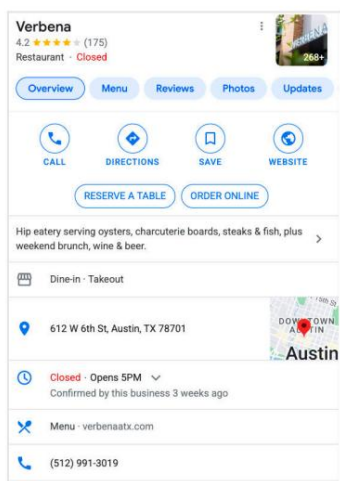 Verbena
4.2 ★★★★★ (175)
Restaurant · Closed
VERBENA
268+
Overview
Menu
Reviews
Photos
Updates
CALL
DIRECTIONS
SAVE
WEBSITE
RESERVE A TABLE
ORDER ONLINE
Hip eatery serving oysters, charcuterie boards, steaks & fish, plus
weekend brunch, wine & beer.
Dine-in · Takeout
612 W 6th St, Austin, TX 78701
DOWNTOWN
AUSTIN
Austin
Closed · Opens 5PM
Confirmed by this business 3 weeks ago
Menu · verbenaatx.com
(512) 991-3019